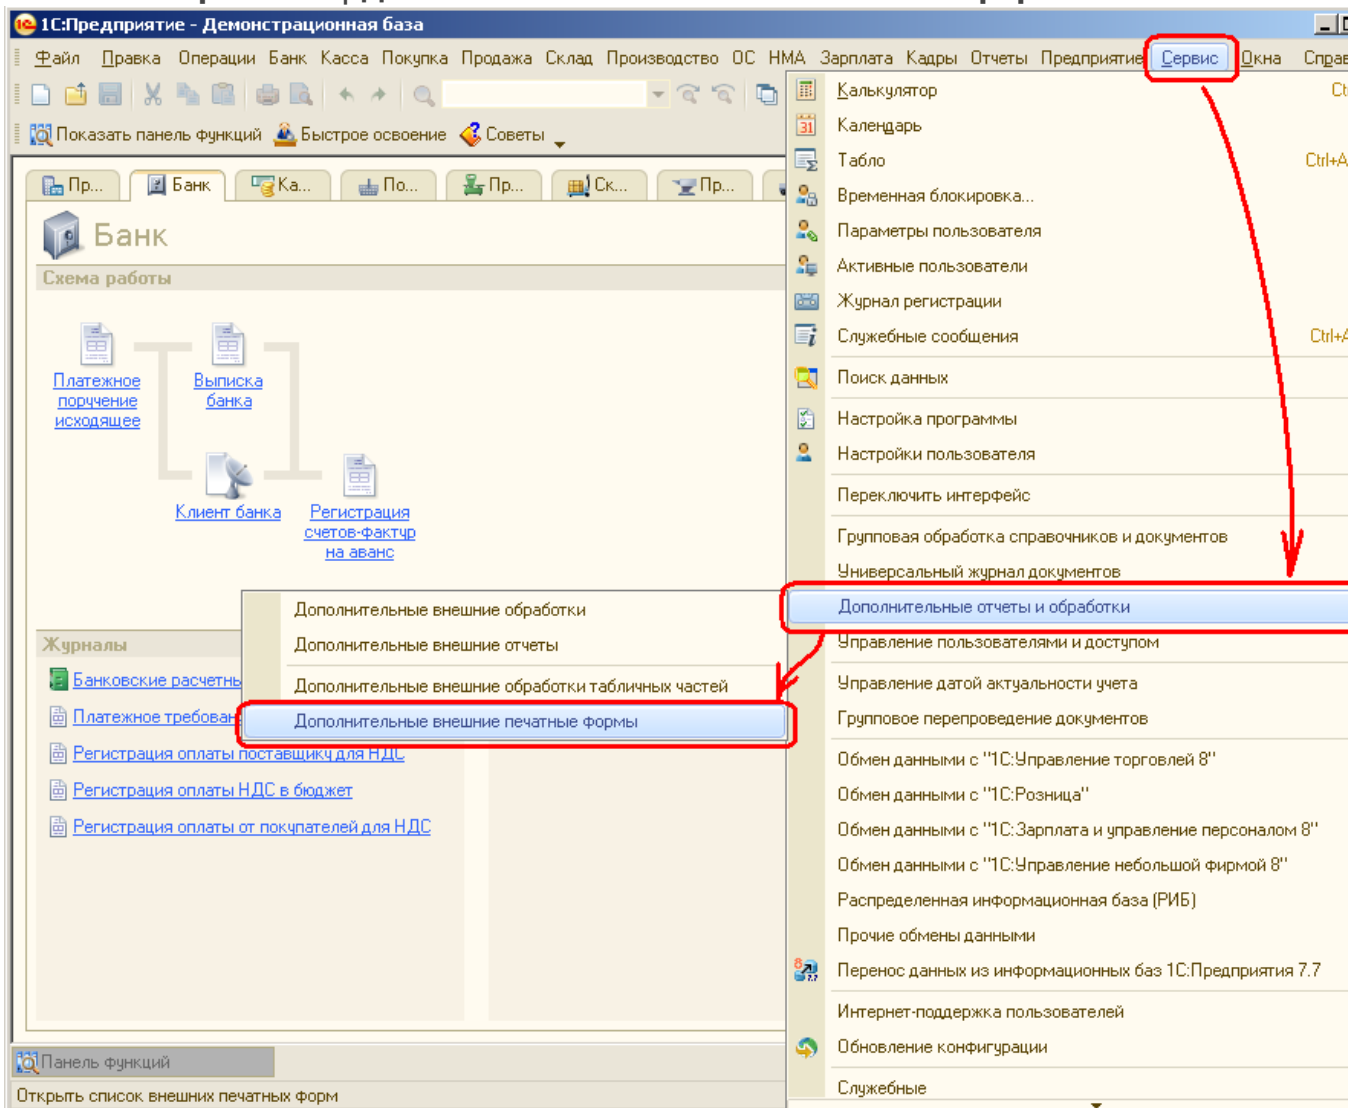 1С:Предприятие - Демонстрационная база
Файл Правка Операции Банк Касса Покупка Продажа Склад Производство ОС НМА Зарплата Кадры Отчеты Предприятие Сервис Окна
Показать панель функций Быстрое освоение Советы
Пр... Банк Ка... По... Пр... Ск... Пр...
Банк
Схема работы
Платежное
поручение
исходящее
Выписка
банка
Клиент банка
Регистрация
счетов-фактур
на аванс
Журналы
Банковские расчетны
Платежное требован
Регистрация оплаты поставщику для НДС
Регистрация оплаты НДС в бюджет
Регистрация оплаты от покупателей для НДС
Дополнительные внешние обработки
Дополнительные внешние отчеты
Дополнительные внешние обработки табличных частей
Дополнительные внешние печатные формы
Калькулятор
Календарь
31
Табло Ctrl+A
Временная блокировка...
Параметры пользователя
Активные пользователи
Журнал регистрации
Служебные сообщения Ctrl+A
Поиск данных
Настройка программы
Настройки пользователя
Переключить интерфейс
Групповая обработка справочников и документов
Универсальный журнал документов
Дополнительные отчеты и обработки
Управление пользователями и доступом
Управление датой актуальности учета
Групповое перепроведение документов
Обмен данными с "1С:Управление торговлей 8"
Обмен данными с "1С:Розница"
Обмен данными с "1С:Зарплата и управление персоналом 8"
Обмен данными с "1С:Управление небольшой фирмой 8"
Распределенная информационная база (РИБ)
Прочие обмены данными
Перенос данных из информационных баз 1С:Предприятия 7.7
Интернет-поддержка пользователей
Обновление конфигурации
Служебные
Панель функций
Открыть список внешних печатных форм